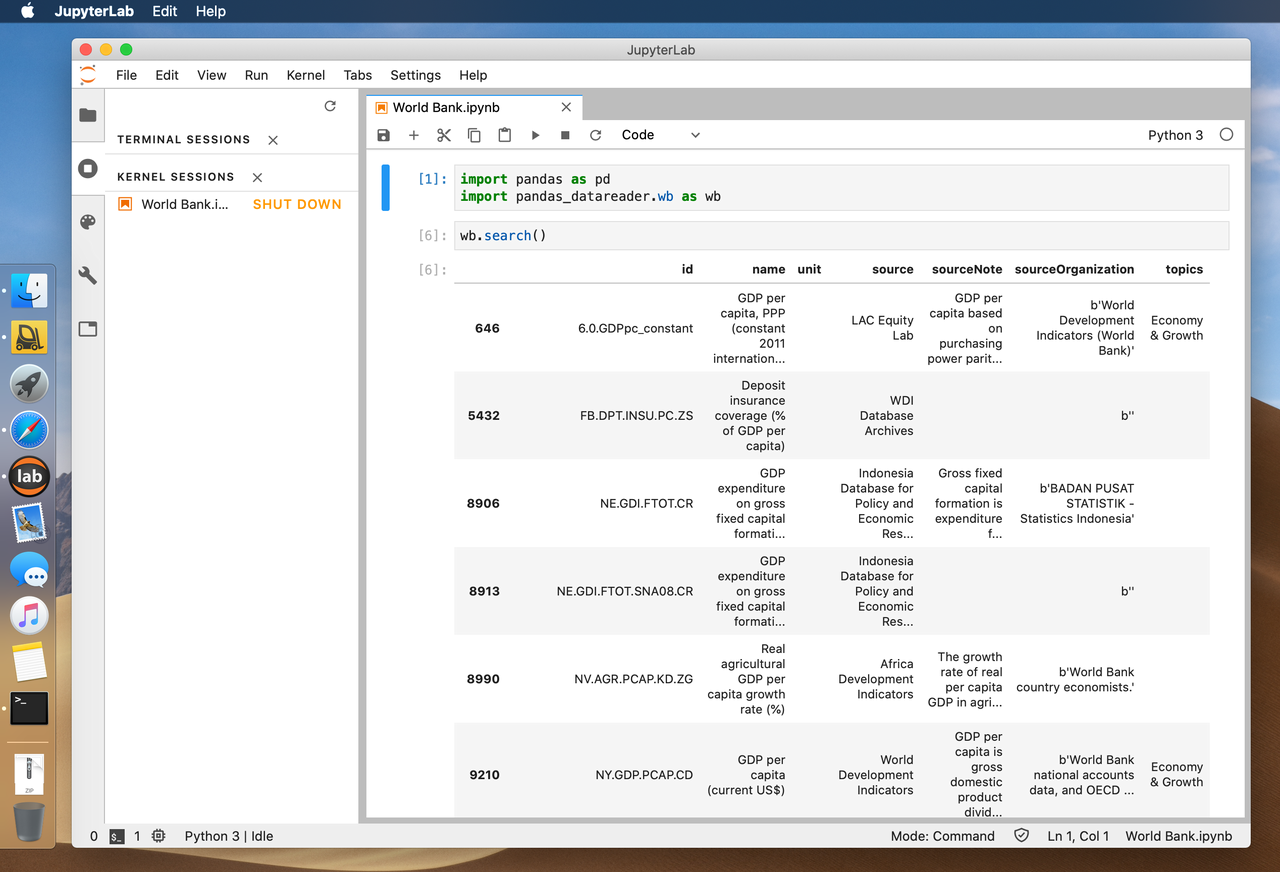 JupyterLab Edit Help
JupyterLab
File Edit View Run Kernel Tabs Settings Help
World Bank.ipynb
TERMINAL SESSIONS
KERNEL SESSIONS
World Bank.i... SHUT DOWN
Code
Python 3
[1]:
import pandas as pd
import pandas_datareader.wb as wb
[6]:
wb.search()
[6]:
id name unit source sourceNote sourceOrganization topics
646
6.0.GDPpc_constant
GDP per
capita, PPP
(constant
2011
internation...
LAC Equity
Lab
GDP per
capita based
on
purchasing
power parit...
b'World
Development
Indicators (World
Bank)'
Economy
& Growth
5432
FB.DPT.INSU.PC.ZS
Deposit
insurance
coverage (%
of GDP per
capita)
WDI
Database
Archives
b''
8906
NE.GDI.FTOT.CR
GDP
expenditure
on gross
fixed capital
formati...
Indonesia
Database for
Policy and
Economic
Res...
Gross fixed
capital
formation is
expenditure
f...
b'BADAN PUSAT
STATISTIK -
Statistics Indonesia'
8913
NE.GDI.FTOT.SNA08.CR
GDP
expenditure
on gross
fixed capital
formati...
Indonesia
Database for
Policy and
Economic
Res...
b''
8990
NV.AGR.PCAP.KD.ZG
Real
agricultural
GDP per
capita growth
rate (%)
Africa
Development
Indicators
The growth
rate of real
per capita
GDP in agri...
b'World Bank
country economists.'
9210
NY.GDP.PCAP.CD
GDP per
capita
(current US$)
World
Development
Indicators
GDP per
capita is
gross
domestic
product
divid...
b'World Bank
national accounts
data, and OECD ...
Economy
& Growth
0 $_ 1 Python 3 | Idle
Mode: Command Ln 1, Col 1 World Bank.ipynb
lab
>_
ZIP